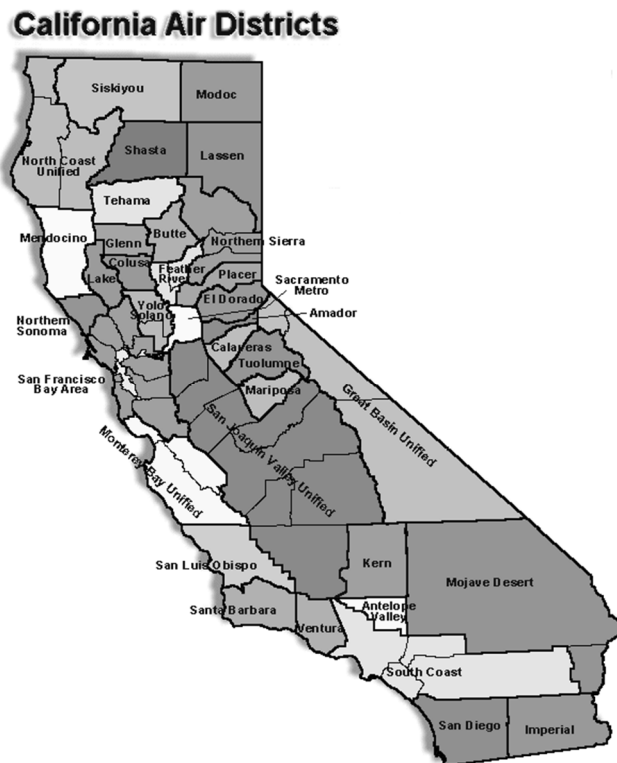 California Air Districts
Siskiyou
Modoc
North Coast
Unified
Shasta
Lassen
Tehama
Mendocino
Glenn
Butte
Northern Sierra
Colusa
Feather
River
Placer
Lake
Sacramento
Metro
El Dorado
Yolo
Solano
Amador
Northern
Sonoma
Calaveras
Tuolumne
San Francisco
Bay Area
Mariposa
Great Basin Unified
San Joaquin Valley Unified
Monterey Bay Unified
San Luis Obispo
Kern
Mojave Desert
Santa Barbara
Antelope
Valley
Ventura
South Coast
San Diego
Imperial